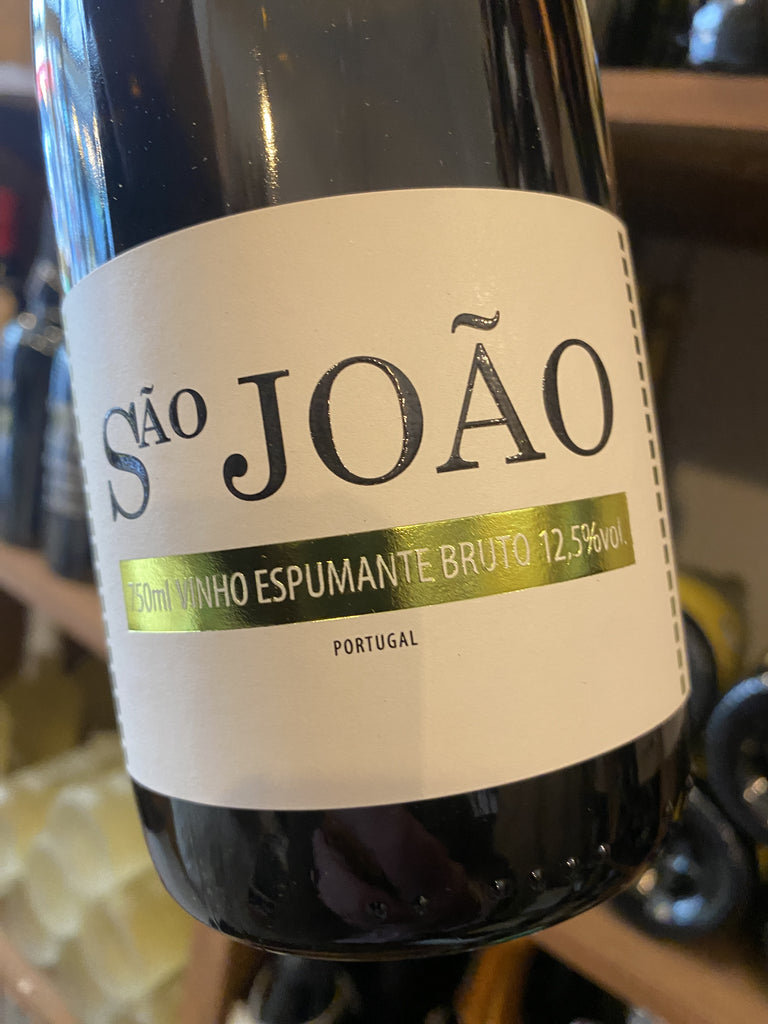 SÃO JOÃO
750ml VINHO ESPUMANTE BRUTO 12,5%vol.
PORTUGAL